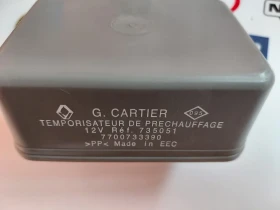 G. CARTIER
TEMPORISATEUR DE PRECHAUFFAGE
12V Réf. 735051
7700733390
>PP< Made in EEC